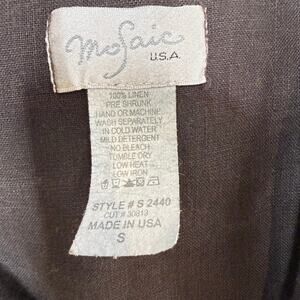 moSaic
U.S.A.
100% LINEN
PRE SHRUNK
HAND OR MACHINE
WASH SEPARATELY
IN COLD WATER
MILD DETERGENT
NO BLEACH
TUMBLE DRY
LOW HEAT
LOW IRON
STYLE # S 2440
CUT # 30813
MADE IN USA
S